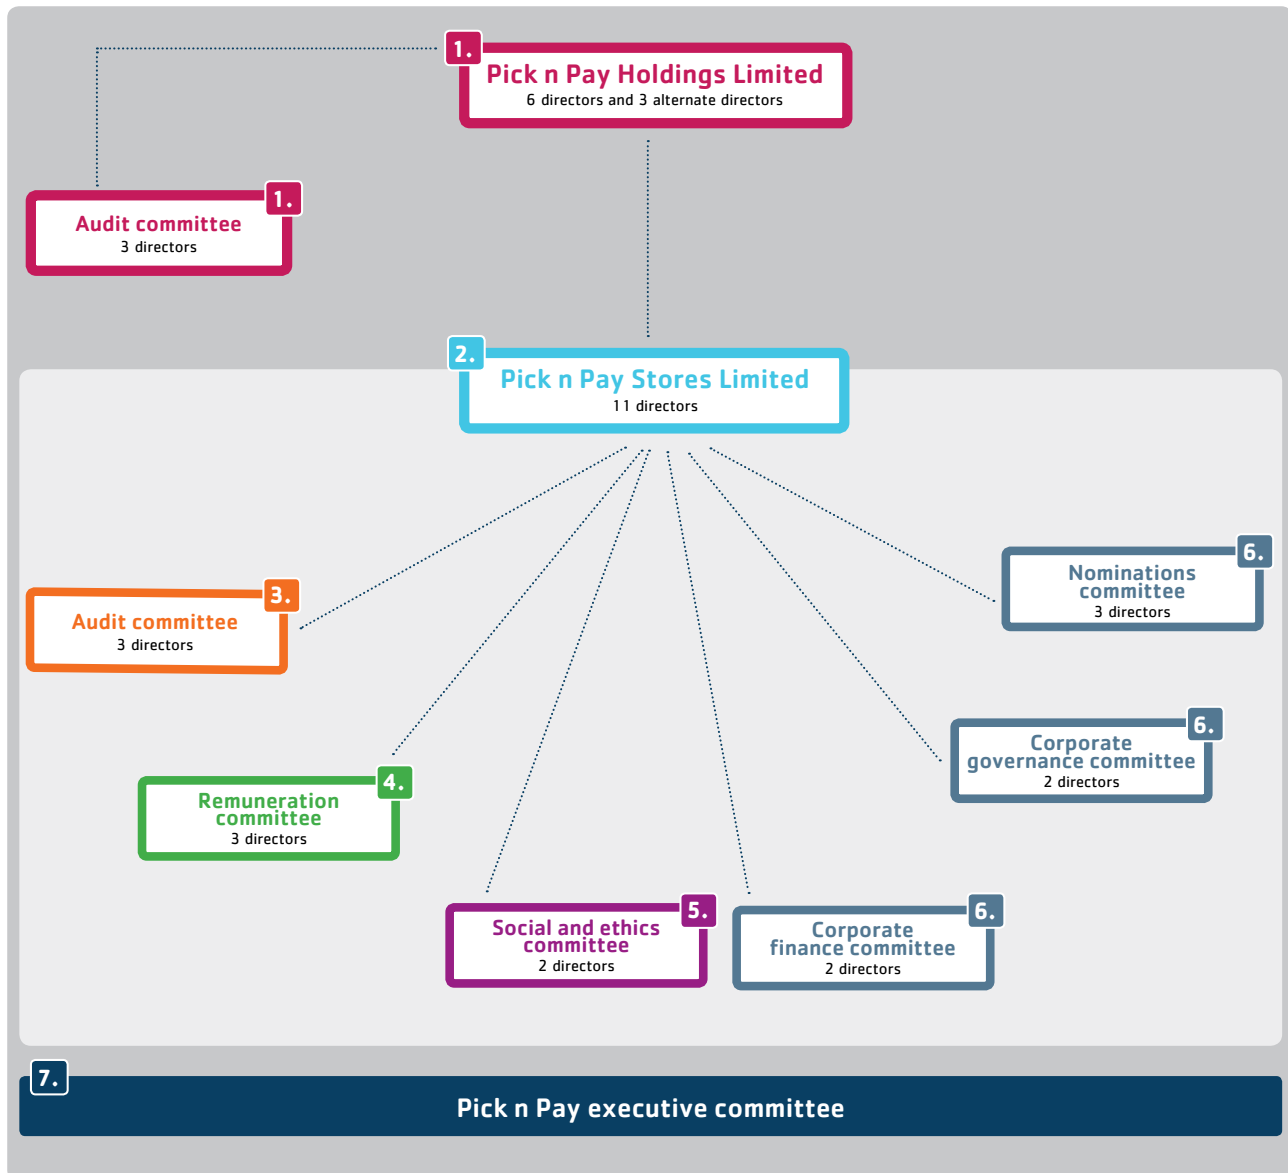 1.
Pick n Pay Holdings Limited
6 directors and 3 alternate directors
1.
Audit committee
3 directors
2.
Pick n Pay Stores Limited
11 directors
3.
Audit committee
3 directors
6.
Nominations
committee
3 directors
6.
Corporate
governance committee
2 directors
4.
Remuneration
committee
3 directors
5.
Social and ethics
committee
2 directors
6.
Corporate
finance committee
2 directors
7.
Pick n Pay executive committee